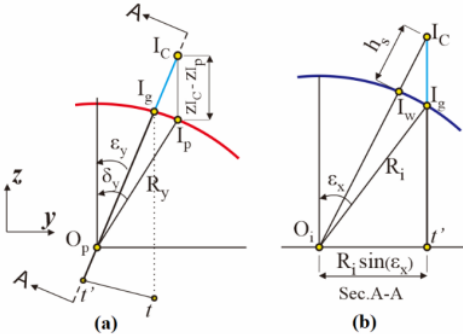 A
I_C
ZI_C - ZI_p
I_g
I_p
ε_y
δ_y
R_y
z
y
O_p
A
t'
t
(a)
I_C
h_s
I_g
I_w
R_i
ε_x
O_i
t'
R_i sin(ε_x)
Sec.A-A
(b)